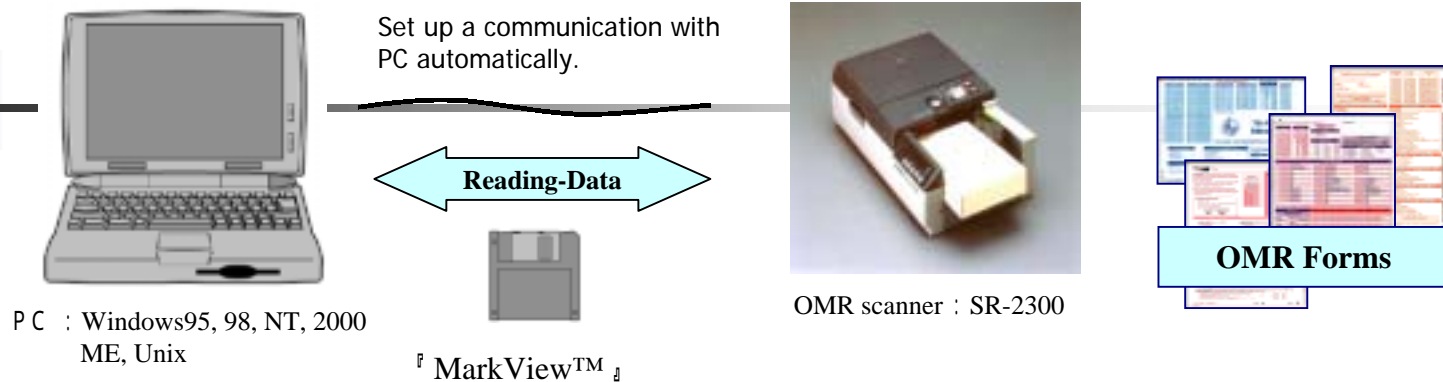 Set up a communication with
PC automatically.
Reading-Data
OMR Forms
ＰＣ ：Windows95, 98, NT, 2000
ME, Unix
『MarkView™』
OMR scanner：SR-2300